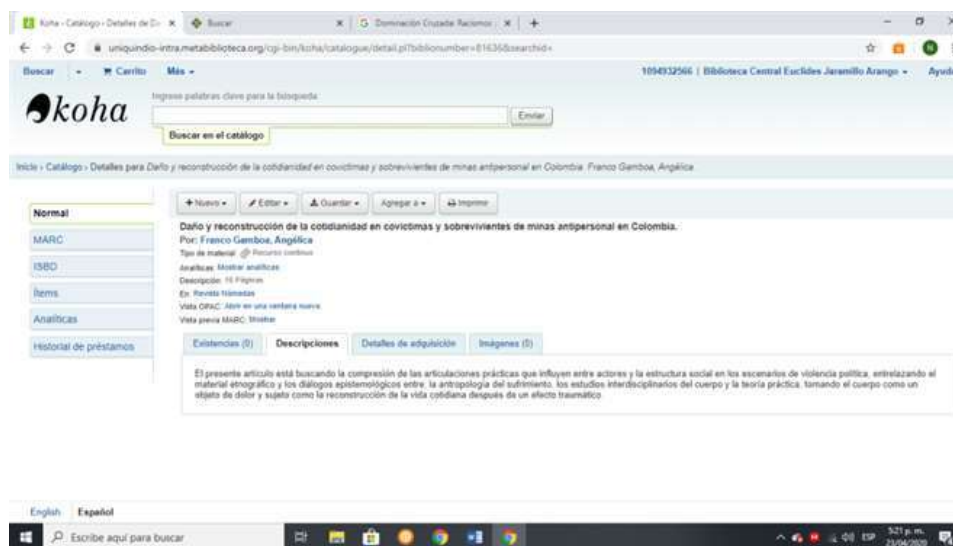 Koha › Catálogo › Detalles de
Buscar
Dominación Cruzada Racismos
uniquindio-intra.metabiblioteca.org/cgi-bin/koha/catalogue/detail.pl?biblionumber=81636&searchid=
Buscar Carrito Más
1094932566 | Biblioteca Central Euclides Jaramillo Arango
koha
Ingrese palabras clave para la búsqueda:
Enviar
Buscar en el catálogo
Inicio › Catálogo › Detalles para Daño y reconstrucción de la cotidianidad en covíctimas y sobrevivientes de minas antipersonal en Colombia. Franco Gamboa, Angélica
Normal
MARC
ISBD
Ítems
Analíticas
Historial de préstamos
Nuevo Editar Guardar Agregar a Imprimir
Daño y reconstrucción de la cotidianidad en covictimas y sobrevivientes de minas antipersonal en Colombia.
Por: Franco Gamboa, Angélica
Tipo de material: Recurso continuo
Analíticas: Mostrar analíticas
Descripción: 16 Páginas
En: Revista Nómadas
Vista OPAC: Abrir en una ventana nueva
Vista previa MARC: Mostrar
Existencias (0) Descripciones Detalles de adquisición Imágenes (0)
El presente artículo está buscando la compresión de las articulaciones prácticas que influyen entre actores y la estructura social en los escenarios de violencia política, entrelazando el
material etnográfico y los diálogos epistemológicos entre, la antropología del sufrimiento, los estudios interdisciplinarios del cuerpo y la teoría práctica, tomando el cuerpo como un
objeto de dolor y sujeto como la reconstrucción de la vida cotidiana después de un efecto traumático.
English Español
Escribe aquí para buscar
ESP
5:21 p. m.
23/04/2020